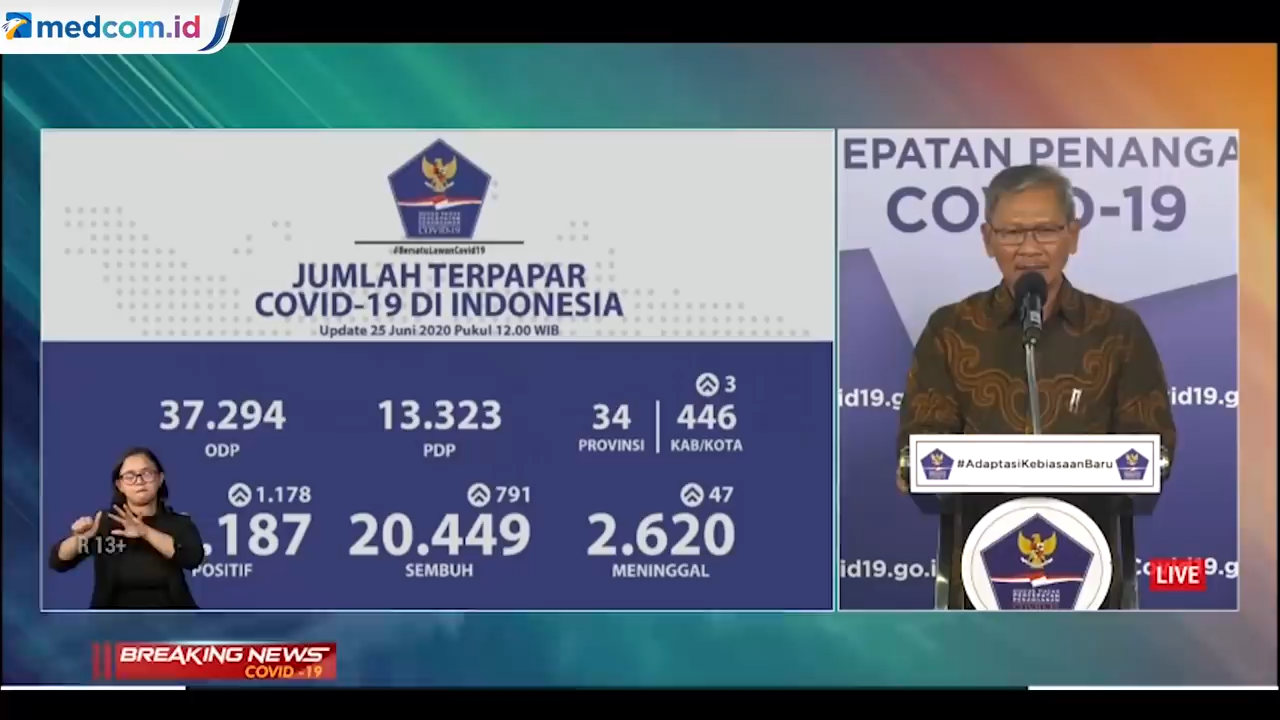 medcom.id
EPATAN PENANGA
COVID-19
#BersatuLawanCovid19
JUMLAH TERPAPAR
COVID-19 DI INDONESIA
Update 25 Juni 2020 Pukul 12.00 WIB
3
37.294
ODP
13.323
PDP
34
PROVINSI
446
KAB/KOTA
1.178
.187
POSITIF
791
20.449
SEMBUH
47
2.620
MENINGGAL
R 13+
id19.g
id19.go
#AdaptasiKebiasaanBaru
id19.go.i
19.g
LIVE
BREAKING NEWS
COVID -19